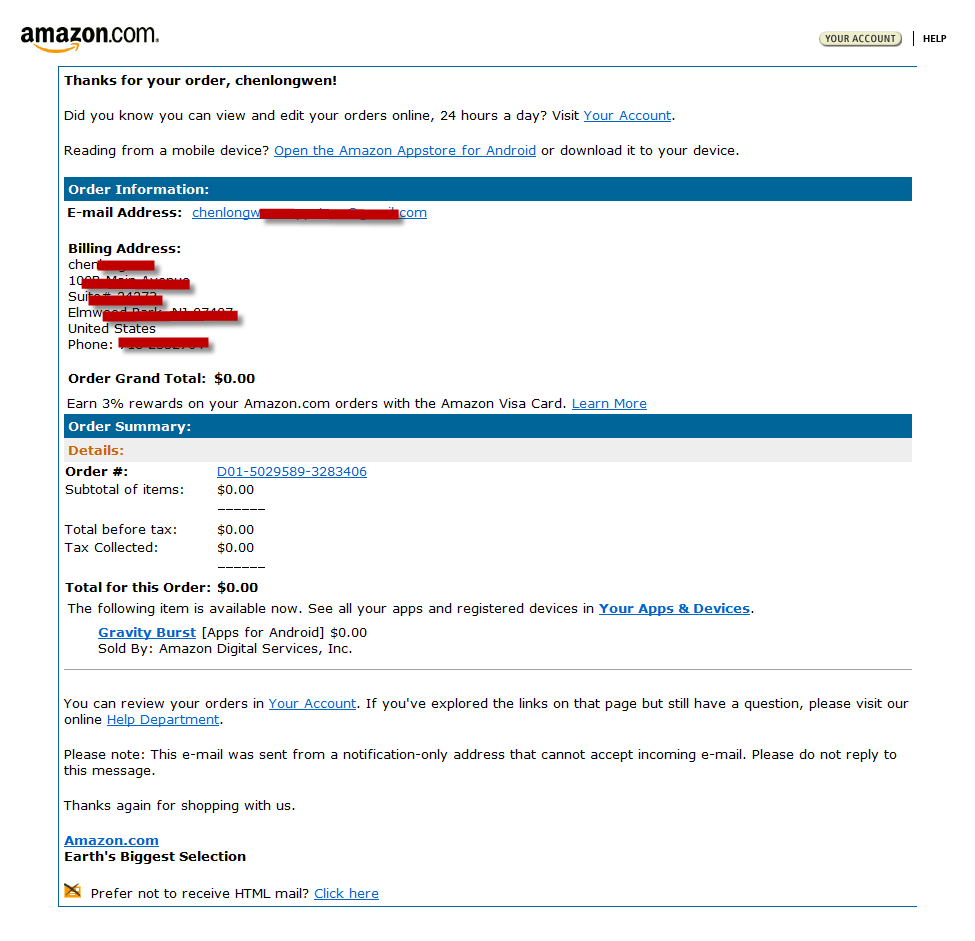 amazon.com.
YOUR ACCOUNT | HELP
Thanks for your order, chenlongwen!
Did you know you can view and edit your orders online, 24 hours a day? Visit Your Account.
Reading from a mobile device? Open the Amazon Appstore for Android or download it to your device.
Order Information:
E-mail Address: chenlongw com
Billing Address:
chen
United States
Phone:
Order Grand Total: $0.00
Earn 3% rewards on your Amazon.com orders with the Amazon Visa Card. Learn More
Order Summary:
Details:
Order #: D01-5029589-3283406
Subtotal of items: $0.00
------
Total before tax: $0.00
Tax Collected: $0.00
------
Total for this Order: $0.00
The following item is available now. See all your apps and registered devices in Your Apps & Devices.
Gravity Burst [Apps for Android] $0.00
Sold By: Amazon Digital Services, Inc.
You can review your orders in Your Account. If you've explored the links on that page but still have a question, please visit our
online Help Department.
Please note: This e-mail was sent from a notification-only address that cannot accept incoming e-mail. Please do not reply to
this message.
Thanks again for shopping with us.
Amazon.com
Earth's Biggest Selection
Prefer not to receive HTML mail? Click here